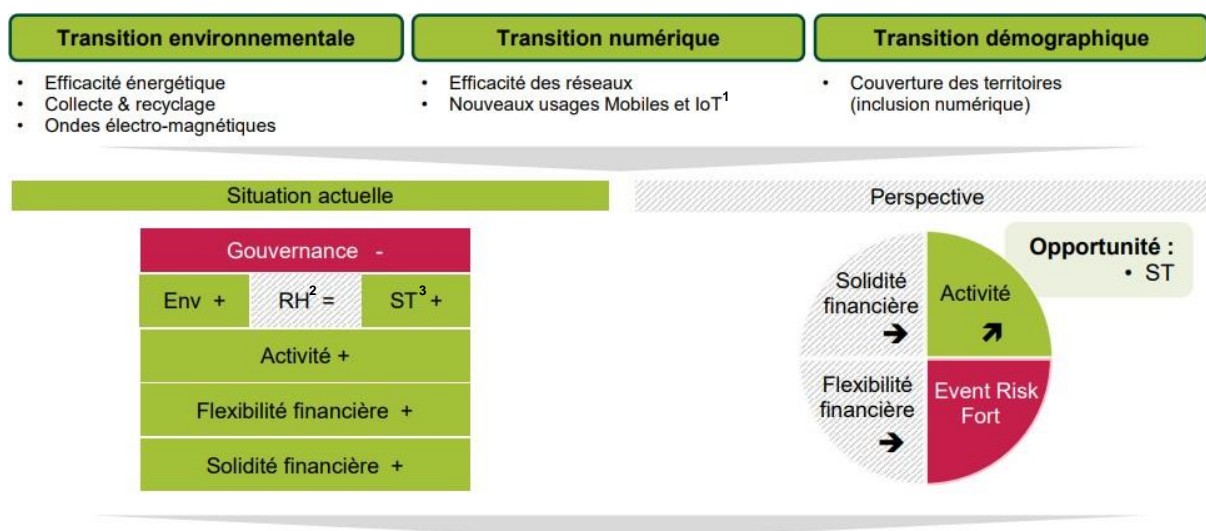 Transition environnementale
• Efficacité énergétique
• Collecte & recyclage
• Ondes électro-magnétiques
Transition numérique
• Efficacité des réseaux
• Nouveaux usages Mobiles et IoT¹
Transition démographique
• Couverture des territoires
(inclusion numérique)
Situation actuelle
Gouvernance -
Env + RH² = ST³ +
Activité +
Flexibilité financière +
Solidité financière +
Perspective
Opportunité :
• ST
Solidité
financière
➔
Activité
↗
Flexibilité
financière
➔
Event Risk
Fort